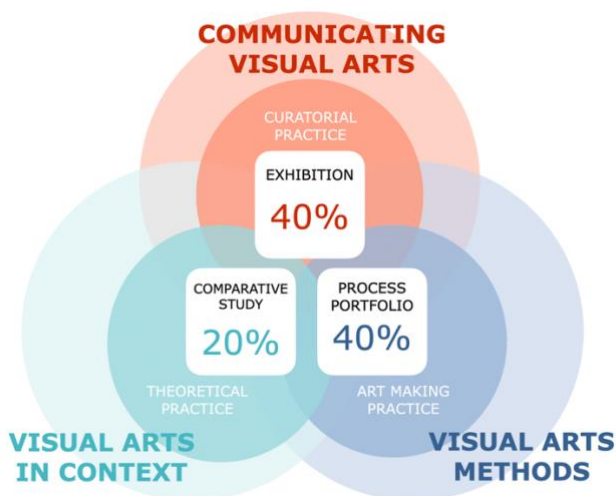 COMMUNICATING
VISUAL ARTS
CURATORIAL
PRACTICE
EXHIBITION
40%
COMPARATIVE
STUDY
20%
PROCESS
PORTFOLIO
40%
THEORETICAL
PRACTICE
ART MAKING
PRACTICE
VISUAL ARTS
IN CONTEXT
VISUAL ARTS
METHODS